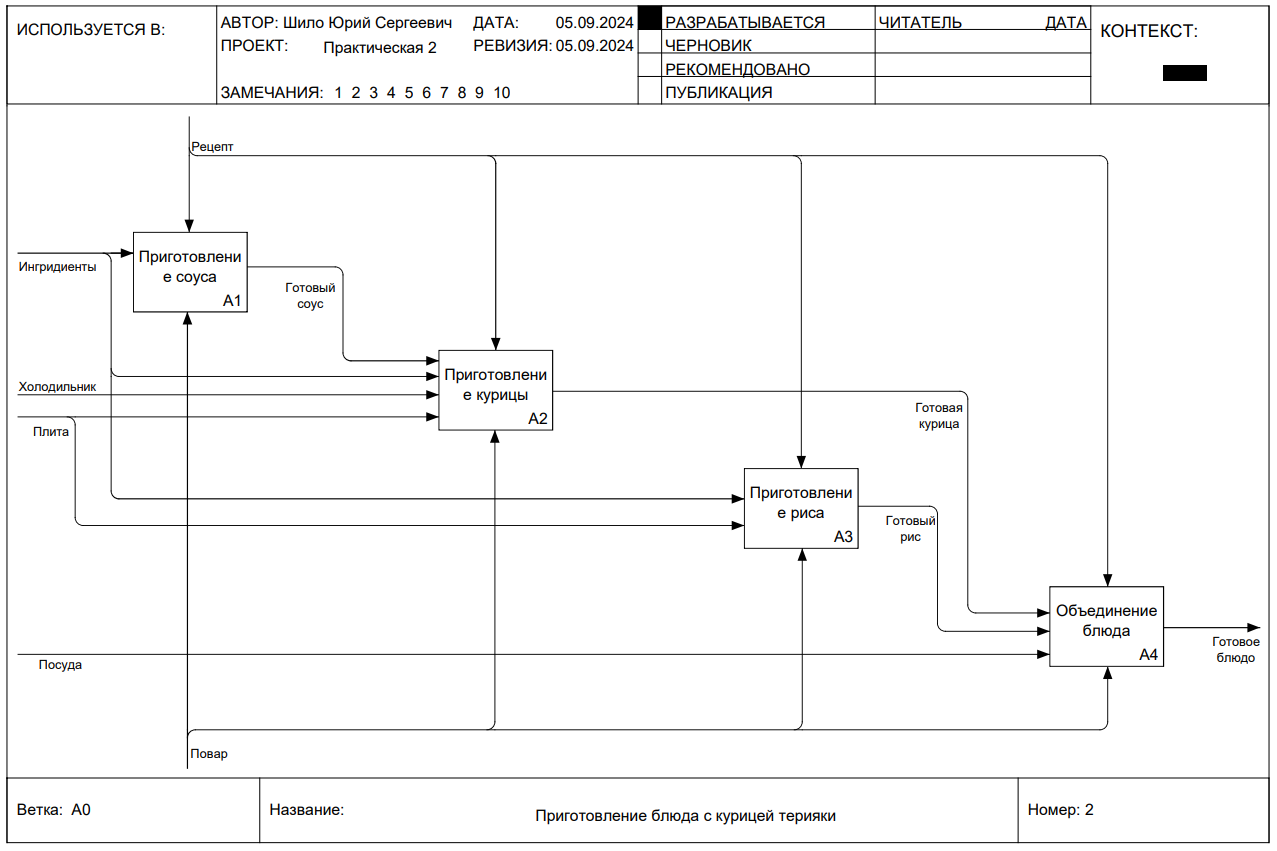 ИСПОЛЬЗУЕТСЯ В:
АВТОР: Шило Юрий Сергеевич ДАТА: 05.09.2024
ПРОЕКТ: Практическая 2 РЕВИЗИЯ: 05.09.2024
ЗАМЕЧАНИЯ: 1 2 3 4 5 6 7 8 9 10
РАЗРАБАТЫВАЕТСЯ
ЧЕРНОВИК
РЕКОМЕНДОВАНО
ПУБЛИКАЦИЯ
ЧИТАТЕЛЬ ДАТА
КОНТЕКСТ:
Рецепт
Приготовлени
е соуса
A1
Ингридиенты
Готовый
соус
Холодильник
Приготовлени
е курицы
A2
Плита
Готовая
курица
Приготовлени
е риса
A3
Готовый
рис
Объединение
блюда
A4
Готовое
блюдо
Посуда
Повар
Ветка: A0
Название:
Приготовление блюда с курицей терияки
Номер: 2